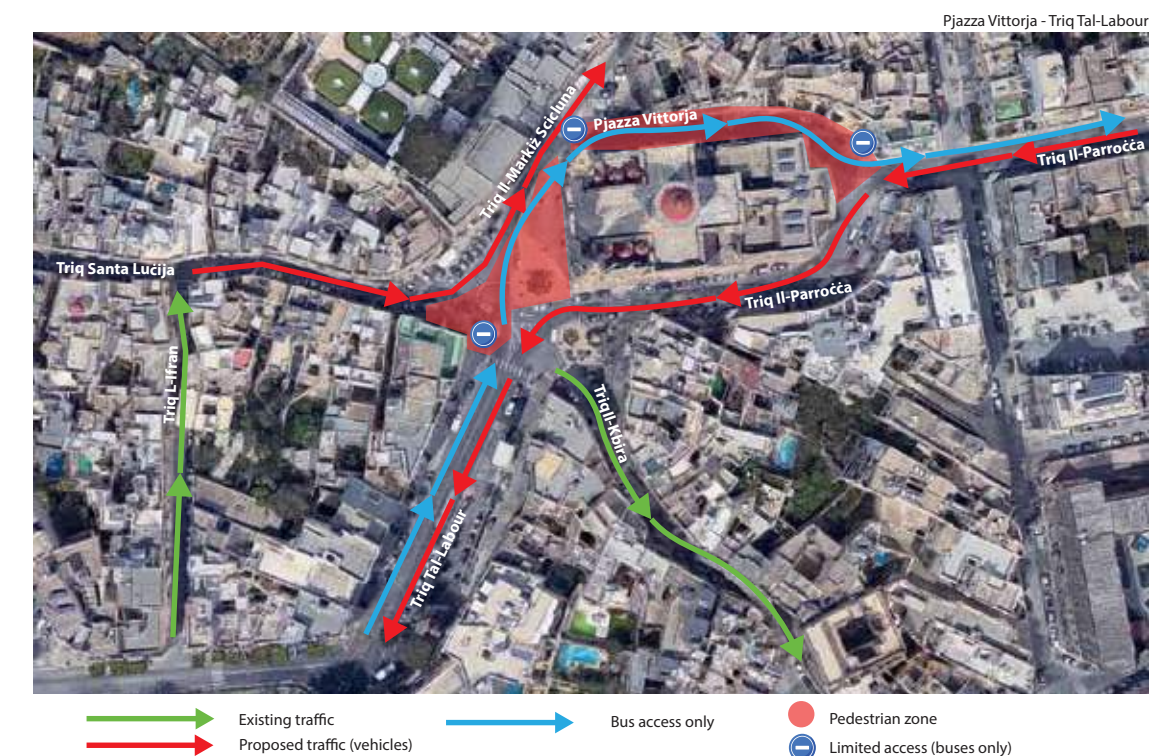 Pjazza Vittorja - Triq Tal-Labour
Triq Il-Markiż Scicluna
Pjazza Vittorja
Triq Il-Parroċċa
Triq Santa Luċija
Triq Il-Parroċċa
Triq L-Ifran
Triq Il-Kbira
Triq Tal-Labour
Existing traffic
Bus access only
Pedestrian zone
Proposed traffic (vehicles)
Limited access (buses only)